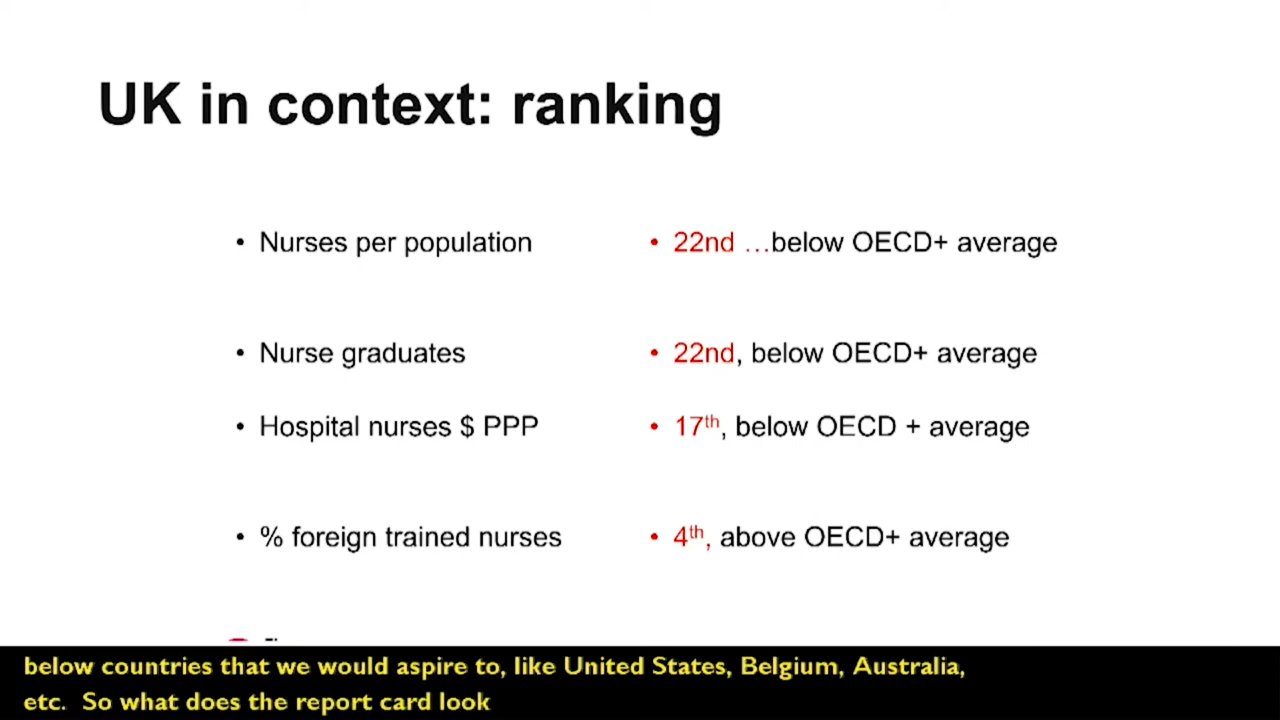 UK in context: ranking
• Nurses per population • 22nd …below OECD+ average
• Nurse graduates • 22nd, below OECD+ average
• Hospital nurses $ PPP • 17th, below OECD + average
• % foreign trained nurses • 4th, above OECD+ average
below countries that we would aspire to, like United States, Belgium, Australia,
etc.  So what does the report card look